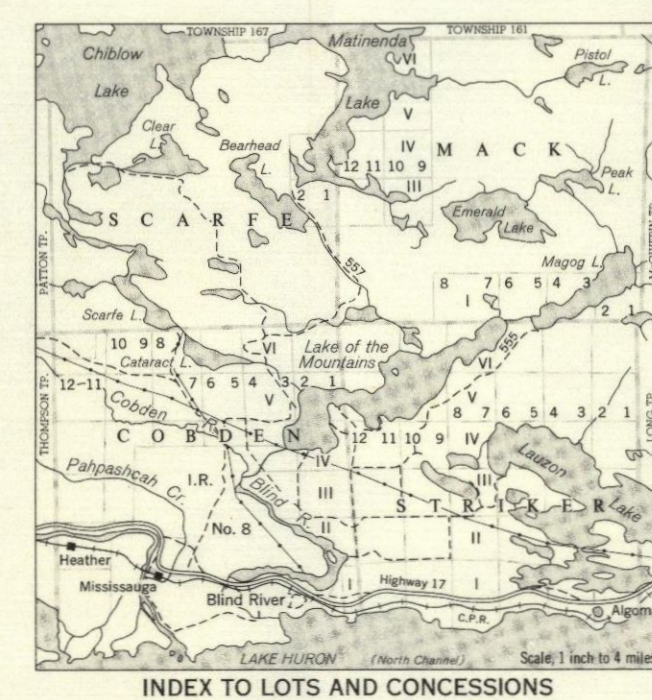 TOWNSHIP 167
TOWNSHIP 161
Chiblow
Lake
Matinenda
VI
Pistol
L.
Lake
V
Clear
L.
Bearhead
L.
IV
M A C K
12 11 10 9
III
2 1
Peak
L.
S C A R F E
Emerald
Lake
PATTON TP.
557
Magog L.
8 7 6 5 4 3
I
2 1
Scarfe L.
10 9 8
VI
Lake of the
Mountains
555
Cataract L.
VI
THOMPSON TP.
12-11
7 6 5 4 3 2 1
V
V
Cobden
R.
8 7 6 5 4 3 2 1
LONG TP.
C O B D E N
12 11 10 9 IV
IV
Lauzon
Lake
Pahpashcah Cr.
I.R.
Blind R.
III
III
S T R I K E R
No. 8
II
II
Heather
Mississauga
I
Highway 17
I
Blind River
I
C.P.R.
Algom
LAKE HURON (North Channel)
Scale, 1 inch to 4 miles
INDEX TO LOTS AND CONCESSIONS